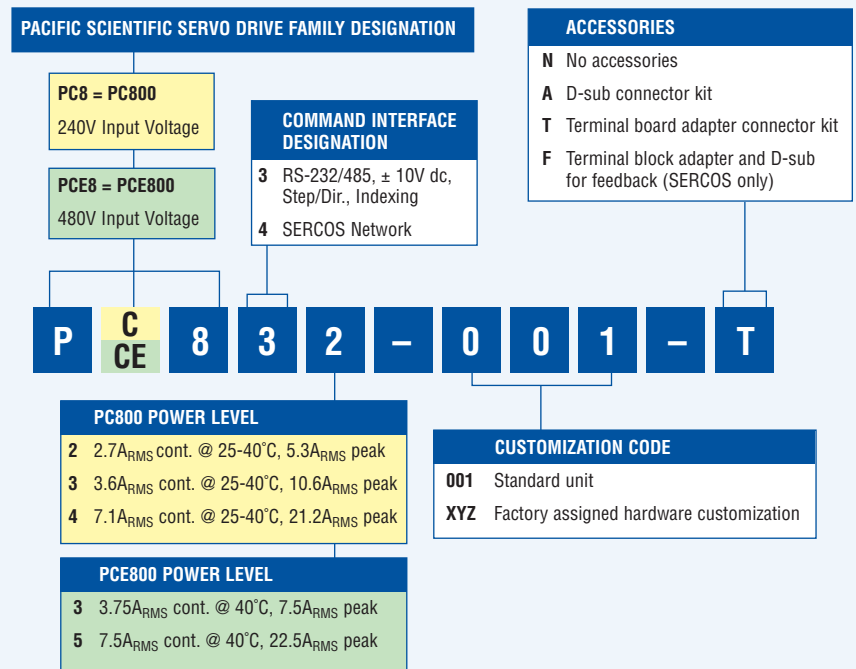 PACIFIC SCIENTIFIC SERVO DRIVE FAMILY DESIGNATION
PC8 = PC800
240V Input Voltage
PCE8 = PCE800
480V Input Voltage
COMMAND INTERFACE
DESIGNATION
3 RS-232/485, ± 10V dc,
Step/Dir., Indexing
4 SERCOS Network
ACCESSORIES
N No accessories
A D-sub connector kit
T Terminal board adapter connector kit
F Terminal block adapter and D-sub
for feedback (SERCOS only)
P C 8 3 2 – 0 0 1 – T
CE
PC800 POWER LEVEL
2 2.7ARMS cont. @ 25-40˚C, 5.3ARMS peak
3 3.6ARMS cont. @ 25-40˚C, 10.6ARMS peak
4 7.1ARMS cont. @ 25-40˚C, 21.2ARMS peak
PCE800 POWER LEVEL
3 3.75ARMS cont. @ 40˚C, 7.5ARMS peak
5 7.5ARMS cont. @ 40˚C, 22.5ARMS peak
CUSTOMIZATION CODE
001 Standard unit
XYZ Factory assigned hardware customization